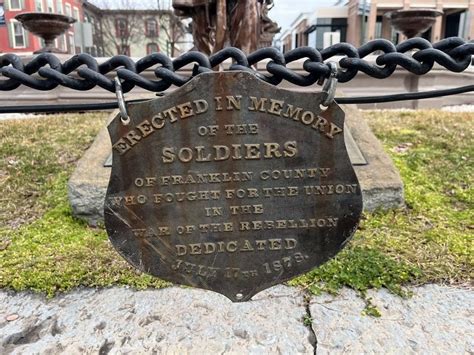 ERECTED IN MEMORY
OF THE
SOLDIERS
OF FRANKLIN COUNTY
WHO FOUGHT FOR THE UNION
IN THE
WAR OF THE REBELLION
DEDICATED
JULY 17TH 1878.